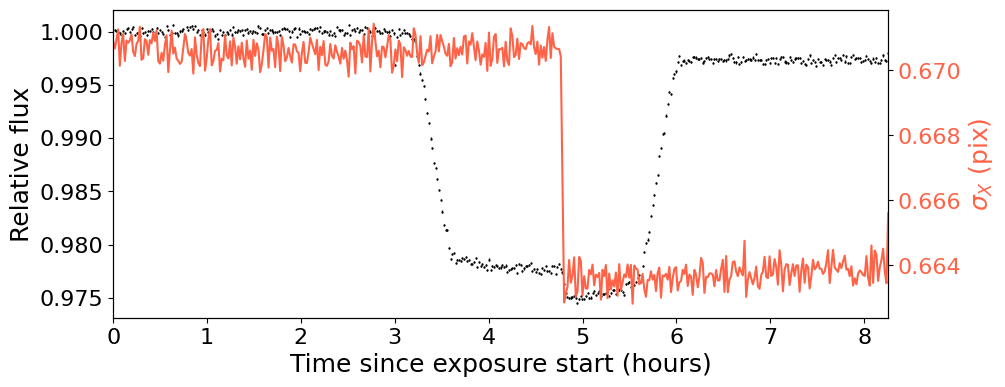 1.000
0.995
0.990
0.985
0.980
0.975
Relative flux
0.670
0.668
0.666
0.664
σX (pix)
0 1 2 3 4 5 6 7 8
Time since exposure start (hours)